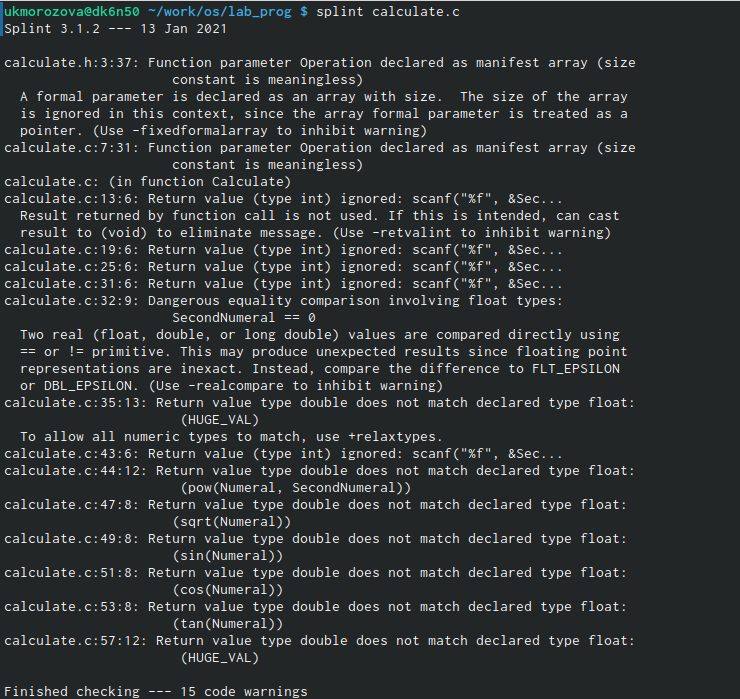 ukmorozova@dk6n50 ~/work/os/lab_prog $ splint calculate.c
Splint 3.1.2 --- 13 Jan 2021

calculate.h:3:37: Function parameter Operation declared as manifest array (size
                     constant is meaningless)
  A formal parameter is declared as an array with size.  The size of the array
  is ignored in this context, since the array formal parameter is treated as a
  pointer. (Use -fixedformalarray to inhibit warning)
calculate.c:7:31: Function parameter Operation declared as manifest array (size
                     constant is meaningless)
calculate.c: (in function Calculate)
calculate.c:13:6: Return value (type int) ignored: scanf("%f", &Sec...
  Result returned by function call is not used. If this is intended, can cast
  result to (void) to eliminate message. (Use -retvalint to inhibit warning)
calculate.c:19:6: Return value (type int) ignored: scanf("%f", &Sec...
calculate.c:25:6: Return value (type int) ignored: scanf("%f", &Sec...
calculate.c:31:6: Return value (type int) ignored: scanf("%f", &Sec...
calculate.c:32:9: Dangerous equality comparison involving float types:
                     SecondNumeral == 0
  Two real (float, double, or long double) values are compared directly using
  == or != primitive. This may produce unexpected results since floating point
  representations are inexact. Instead, compare the difference to FLT_EPSILON
  or DBL_EPSILON. (Use -realcompare to inhibit warning)
calculate.c:35:13: Return value type double does not match declared type float:
                      (HUGE_VAL)
  To allow all numeric types to match, use +relaxtypes.
calculate.c:43:6: Return value (type int) ignored: scanf("%f", &Sec...
calculate.c:44:12: Return value type double does not match declared type float:
                      (pow(Numeral, SecondNumeral))
calculate.c:47:8: Return value type double does not match declared type float:
                     (sqrt(Numeral))
calculate.c:49:8: Return value type double does not match declared type float:
                     (sin(Numeral))
calculate.c:51:8: Return value type double does not match declared type float:
                     (cos(Numeral))
calculate.c:53:8: Return value type double does not match declared type float:
                     (tan(Numeral))
calculate.c:57:12: Return value type double does not match declared type float:
                      (HUGE_VAL)

Finished checking --- 15 code warnings